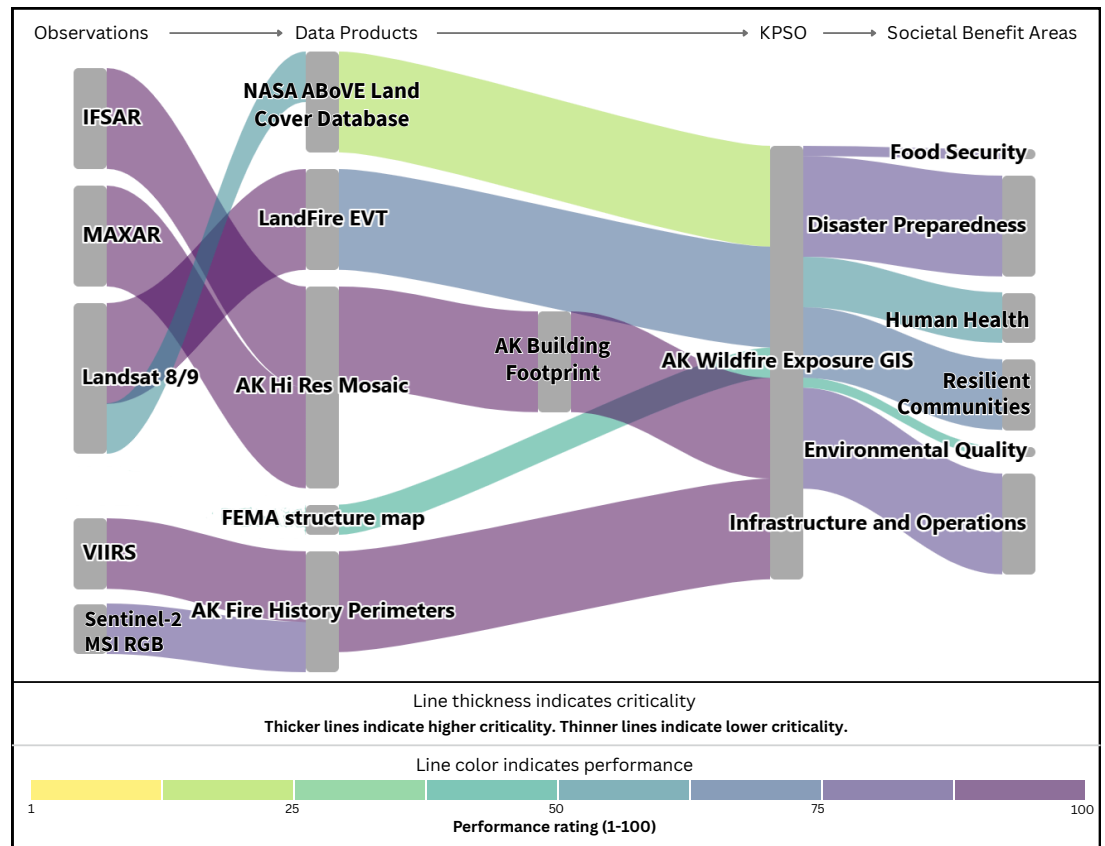 Observations
Data Products
KPSO
Societal Benefit Areas
IFSAR
MAXAR
Landsat 8/9
VIIRS
Sentinel-2
MSI RGB
NASA ABoVE Land
Cover Database
LandFire EVT
AK Hi Res Mosaic
FEMA structure map
AK Fire History Perimeters
AK Building
Footprint
AK Wildfire Exposure GIS
Food Security
Disaster Preparedness
Human Health
Resilient
Communities
Environmental Quality
Infrastructure and Operations
Line thickness indicates criticality
Thicker lines indicate higher criticality. Thinner lines indicate lower criticality.
Line color indicates performance
1 25 50 75 100
Performance rating (1-100)